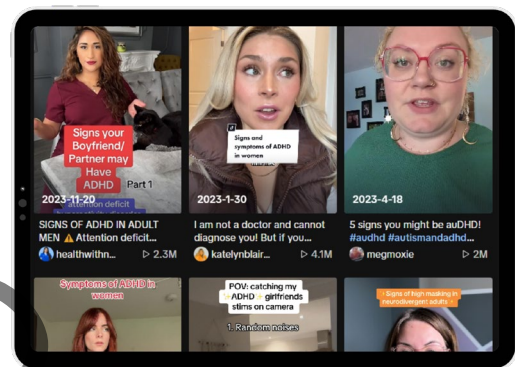 Signs your
Boyfriend/
Partner may
Have
ADHD
Part 1
attention deficit
2023-11-20
SIGNS OF ADHD IN ADULT
MEN ⚠ Attention deficit...
healthwithn...
▷ 2.3M
Signs and
symptoms of ADHD
in women
2023-1-30
I am not a doctor and cannot
diagnose you! But if you...
katelynblair...
▷ 4.1M
2023-4-18
5 signs you might be auDHD!
#audhd #autismandadhd...
megmoxie
▷ 2M
Symptoms of ADHD in
women
POV: catching my
✨ADHD✨ girlfriends
stims on camera
1. Random noises
Signs of high masking in
neurodivergent adults